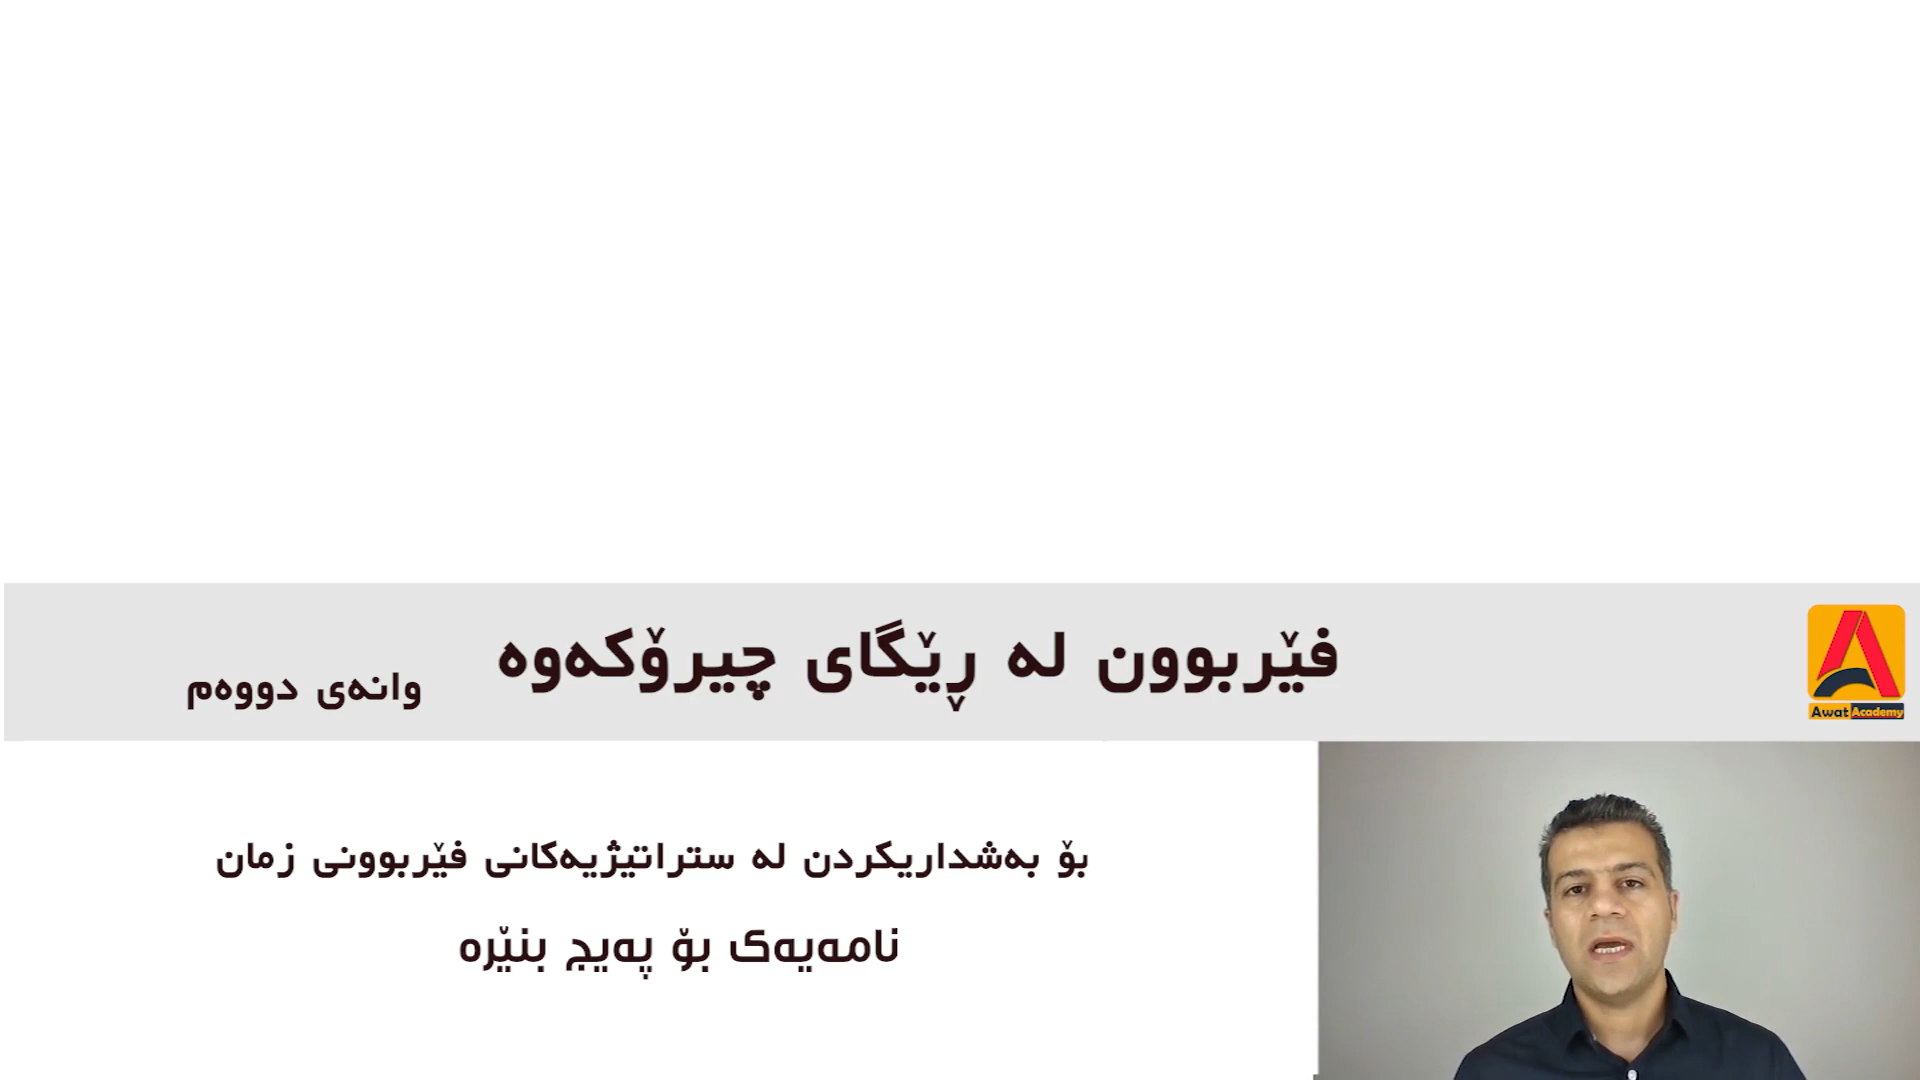 فێربوون لە ڕێگای چیرۆکەوە
وانەی دووەم
Awat Academy
بۆ بەشداریکردن لە ستراتیژیەکانی فێربوونی زمان
نامەیەک بۆ پەیج بنێرە